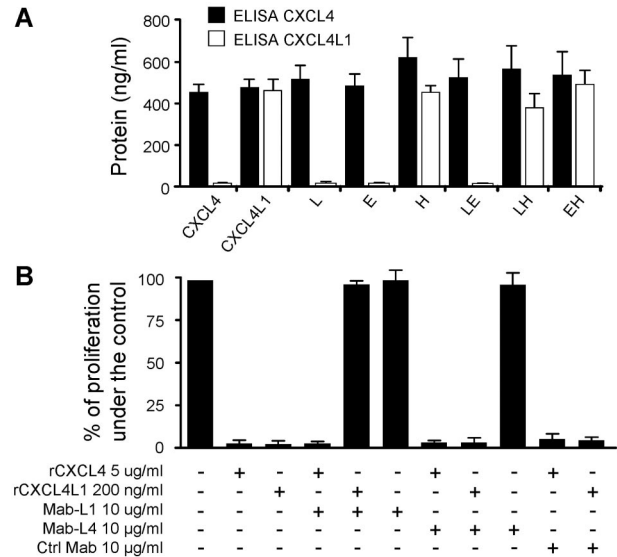 A
ELISA CXCL4
ELISA CXCL4L1
Protein (ng/ml)
800
600
400
200
0
CXCL4 CXCL4L1 L E H LE LH EH
B
% of proliferation
under the control
100
75
50
25
0
rCXCL4 5 ug/ml - + - + - - + - - + -
rCXCL4L1 200 ng/ml - - + - + - - + - - +
Mab-L1 10 ug/ml - - - + + + - - - - -
Mab-L4 10 µg/ml - - - - - - + + + - -
Ctrl Mab 10 µg/ml - - - - - - - - - + +